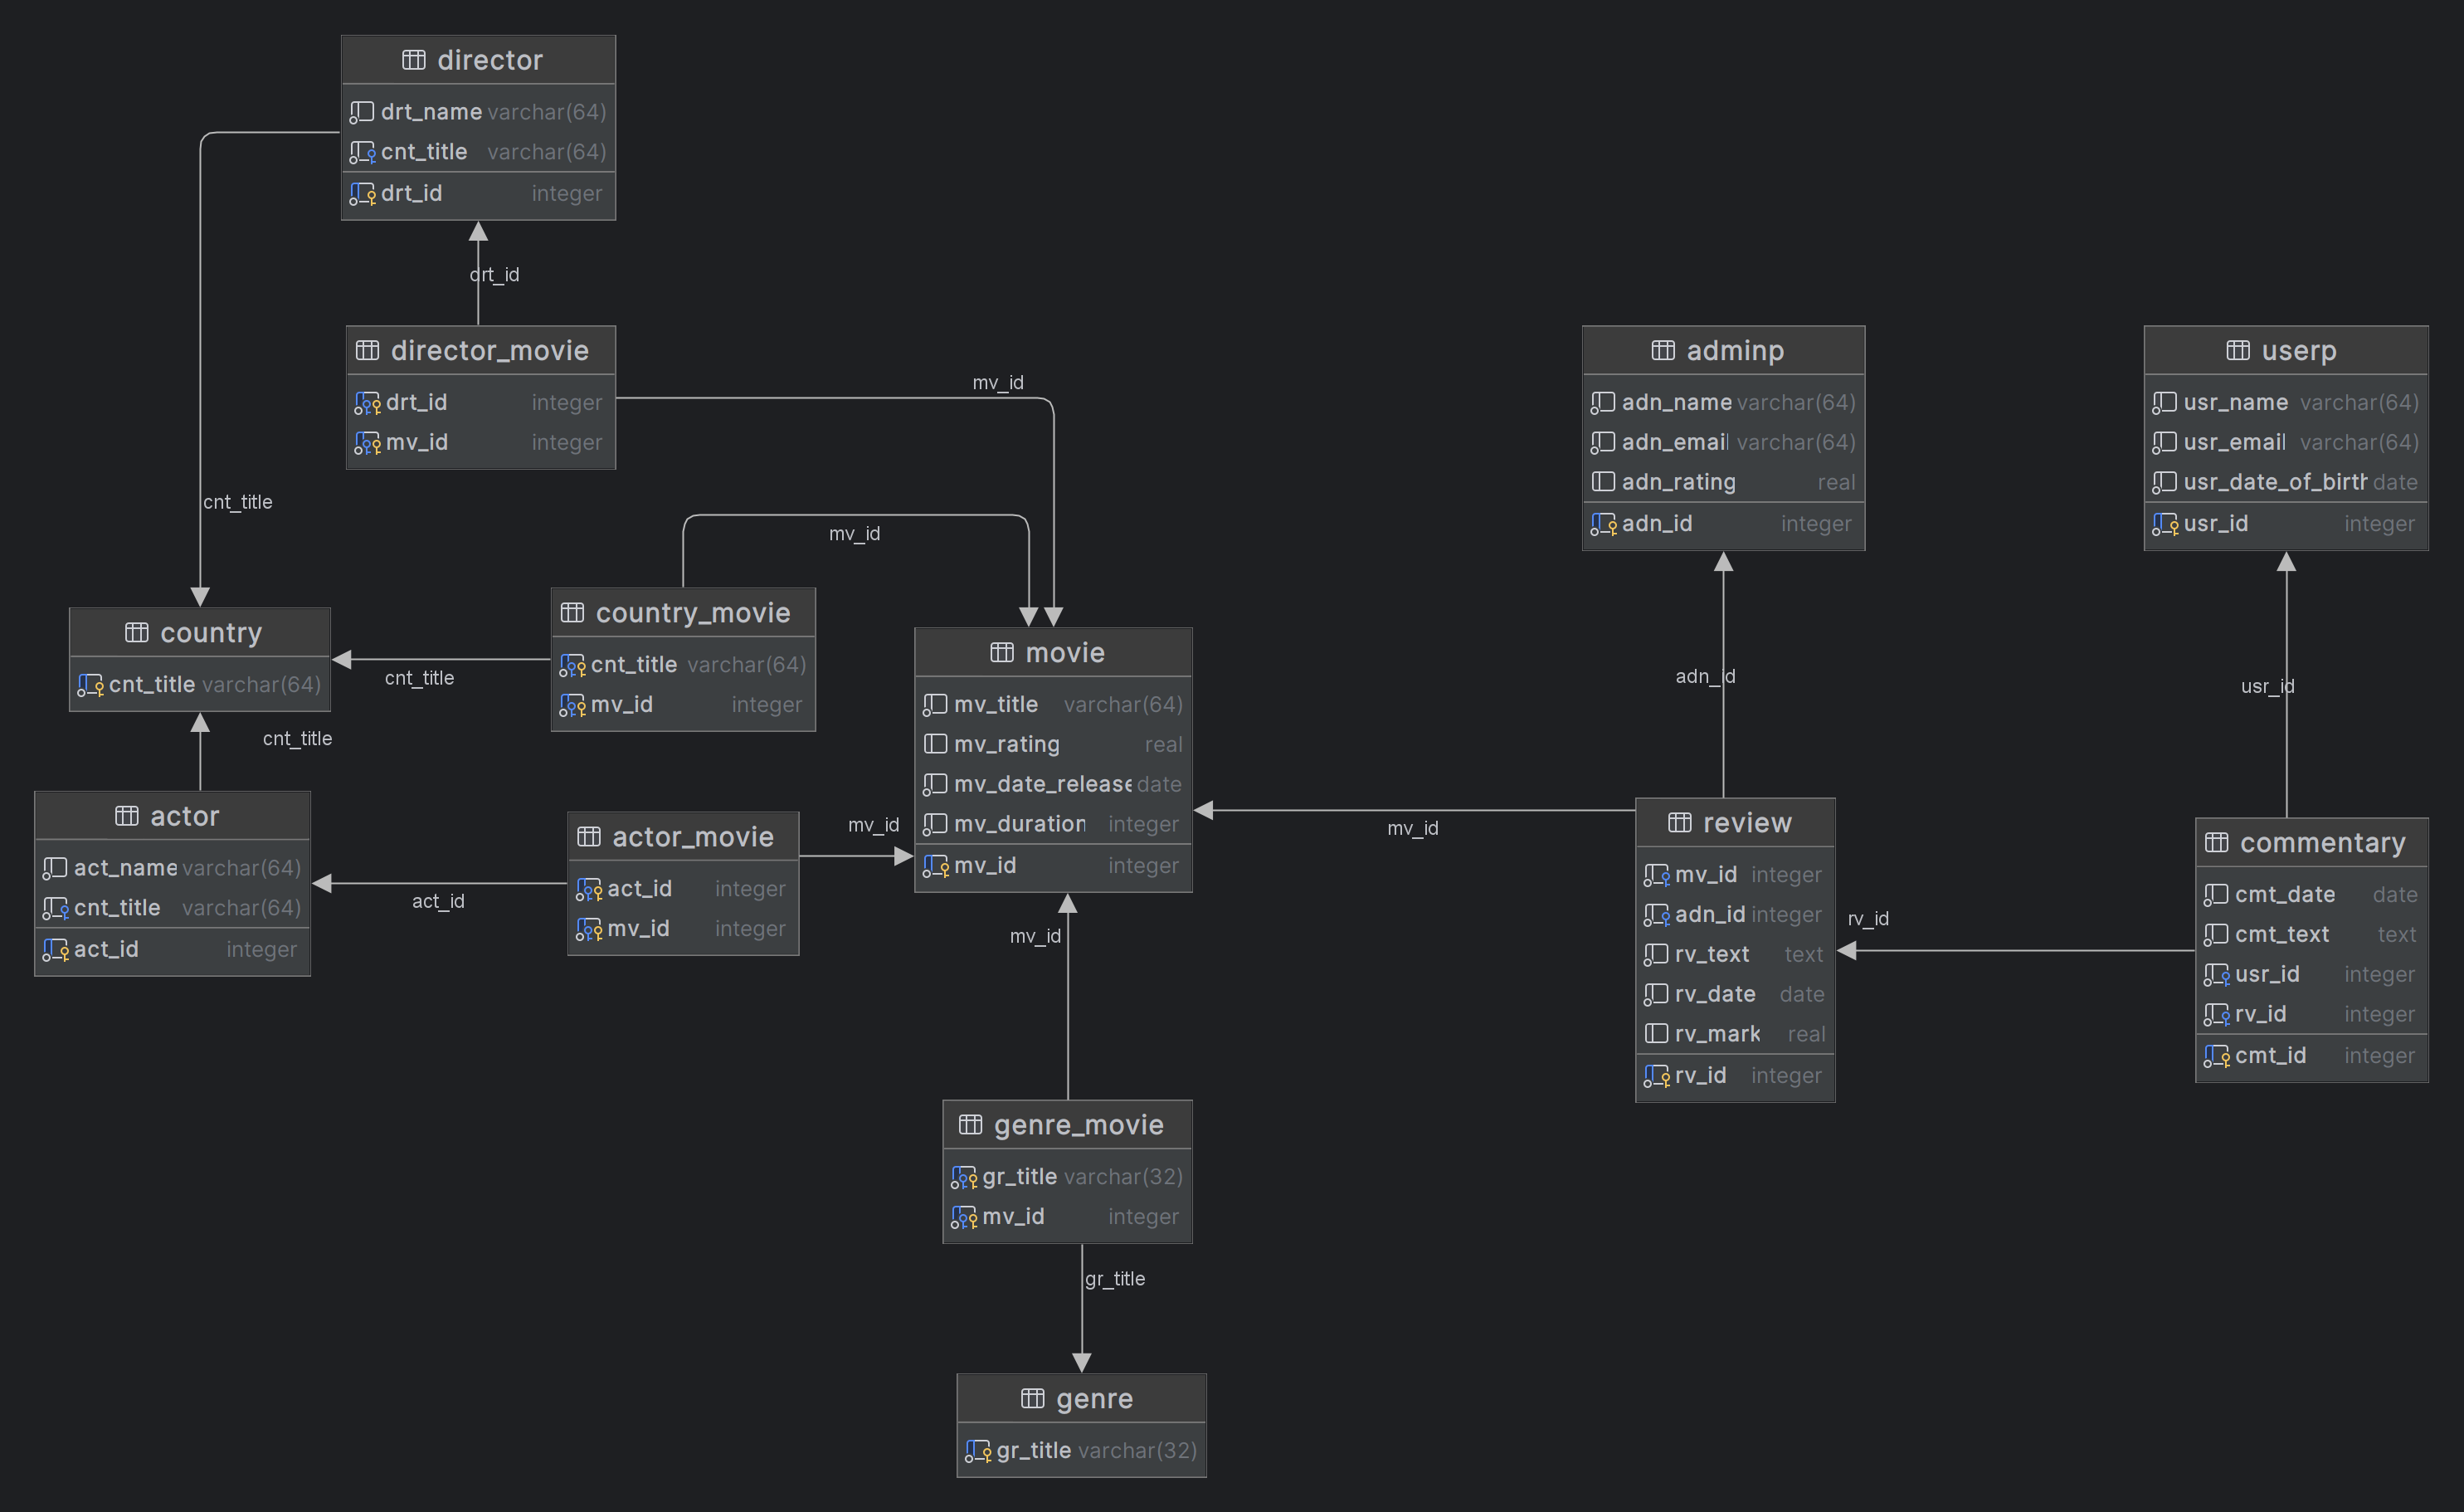 director
drt_name varchar(64)
cnt_title varchar(64)
drt_id integer
drt_id
director_movie
drt_id integer
mv_id integer
mv_id
cnt_title
mv_id
country
cnt_title varchar(64)
cnt_title
country_movie
cnt_title varchar(64)
mv_id integer
cnt_title
actor
act_name varchar(64)
cnt_title varchar(64)
act_id integer
act_id
actor_movie
act_id integer
mv_id integer
mv_id
movie
mv_title varchar(64)
mv_rating real
mv_date_release date
mv_duration integer
mv_id integer
mv_id
genre_movie
gr_title varchar(32)
mv_id integer
gr_title
genre
gr_title varchar(32)
adminp
adn_name varchar(64)
adn_email varchar(64)
adn_rating real
adn_id integer
adn_id
mv_id
review
mv_id integer
adn_id integer
rv_text text
rv_date date
rv_mark real
rv_id integer
rv_id
userp
usr_name varchar(64)
usr_email varchar(64)
usr_date_of_birth date
usr_id integer
usr_id
commentary
cmt_date date
cmt_text text
usr_id integer
rv_id integer
cmt_id integer